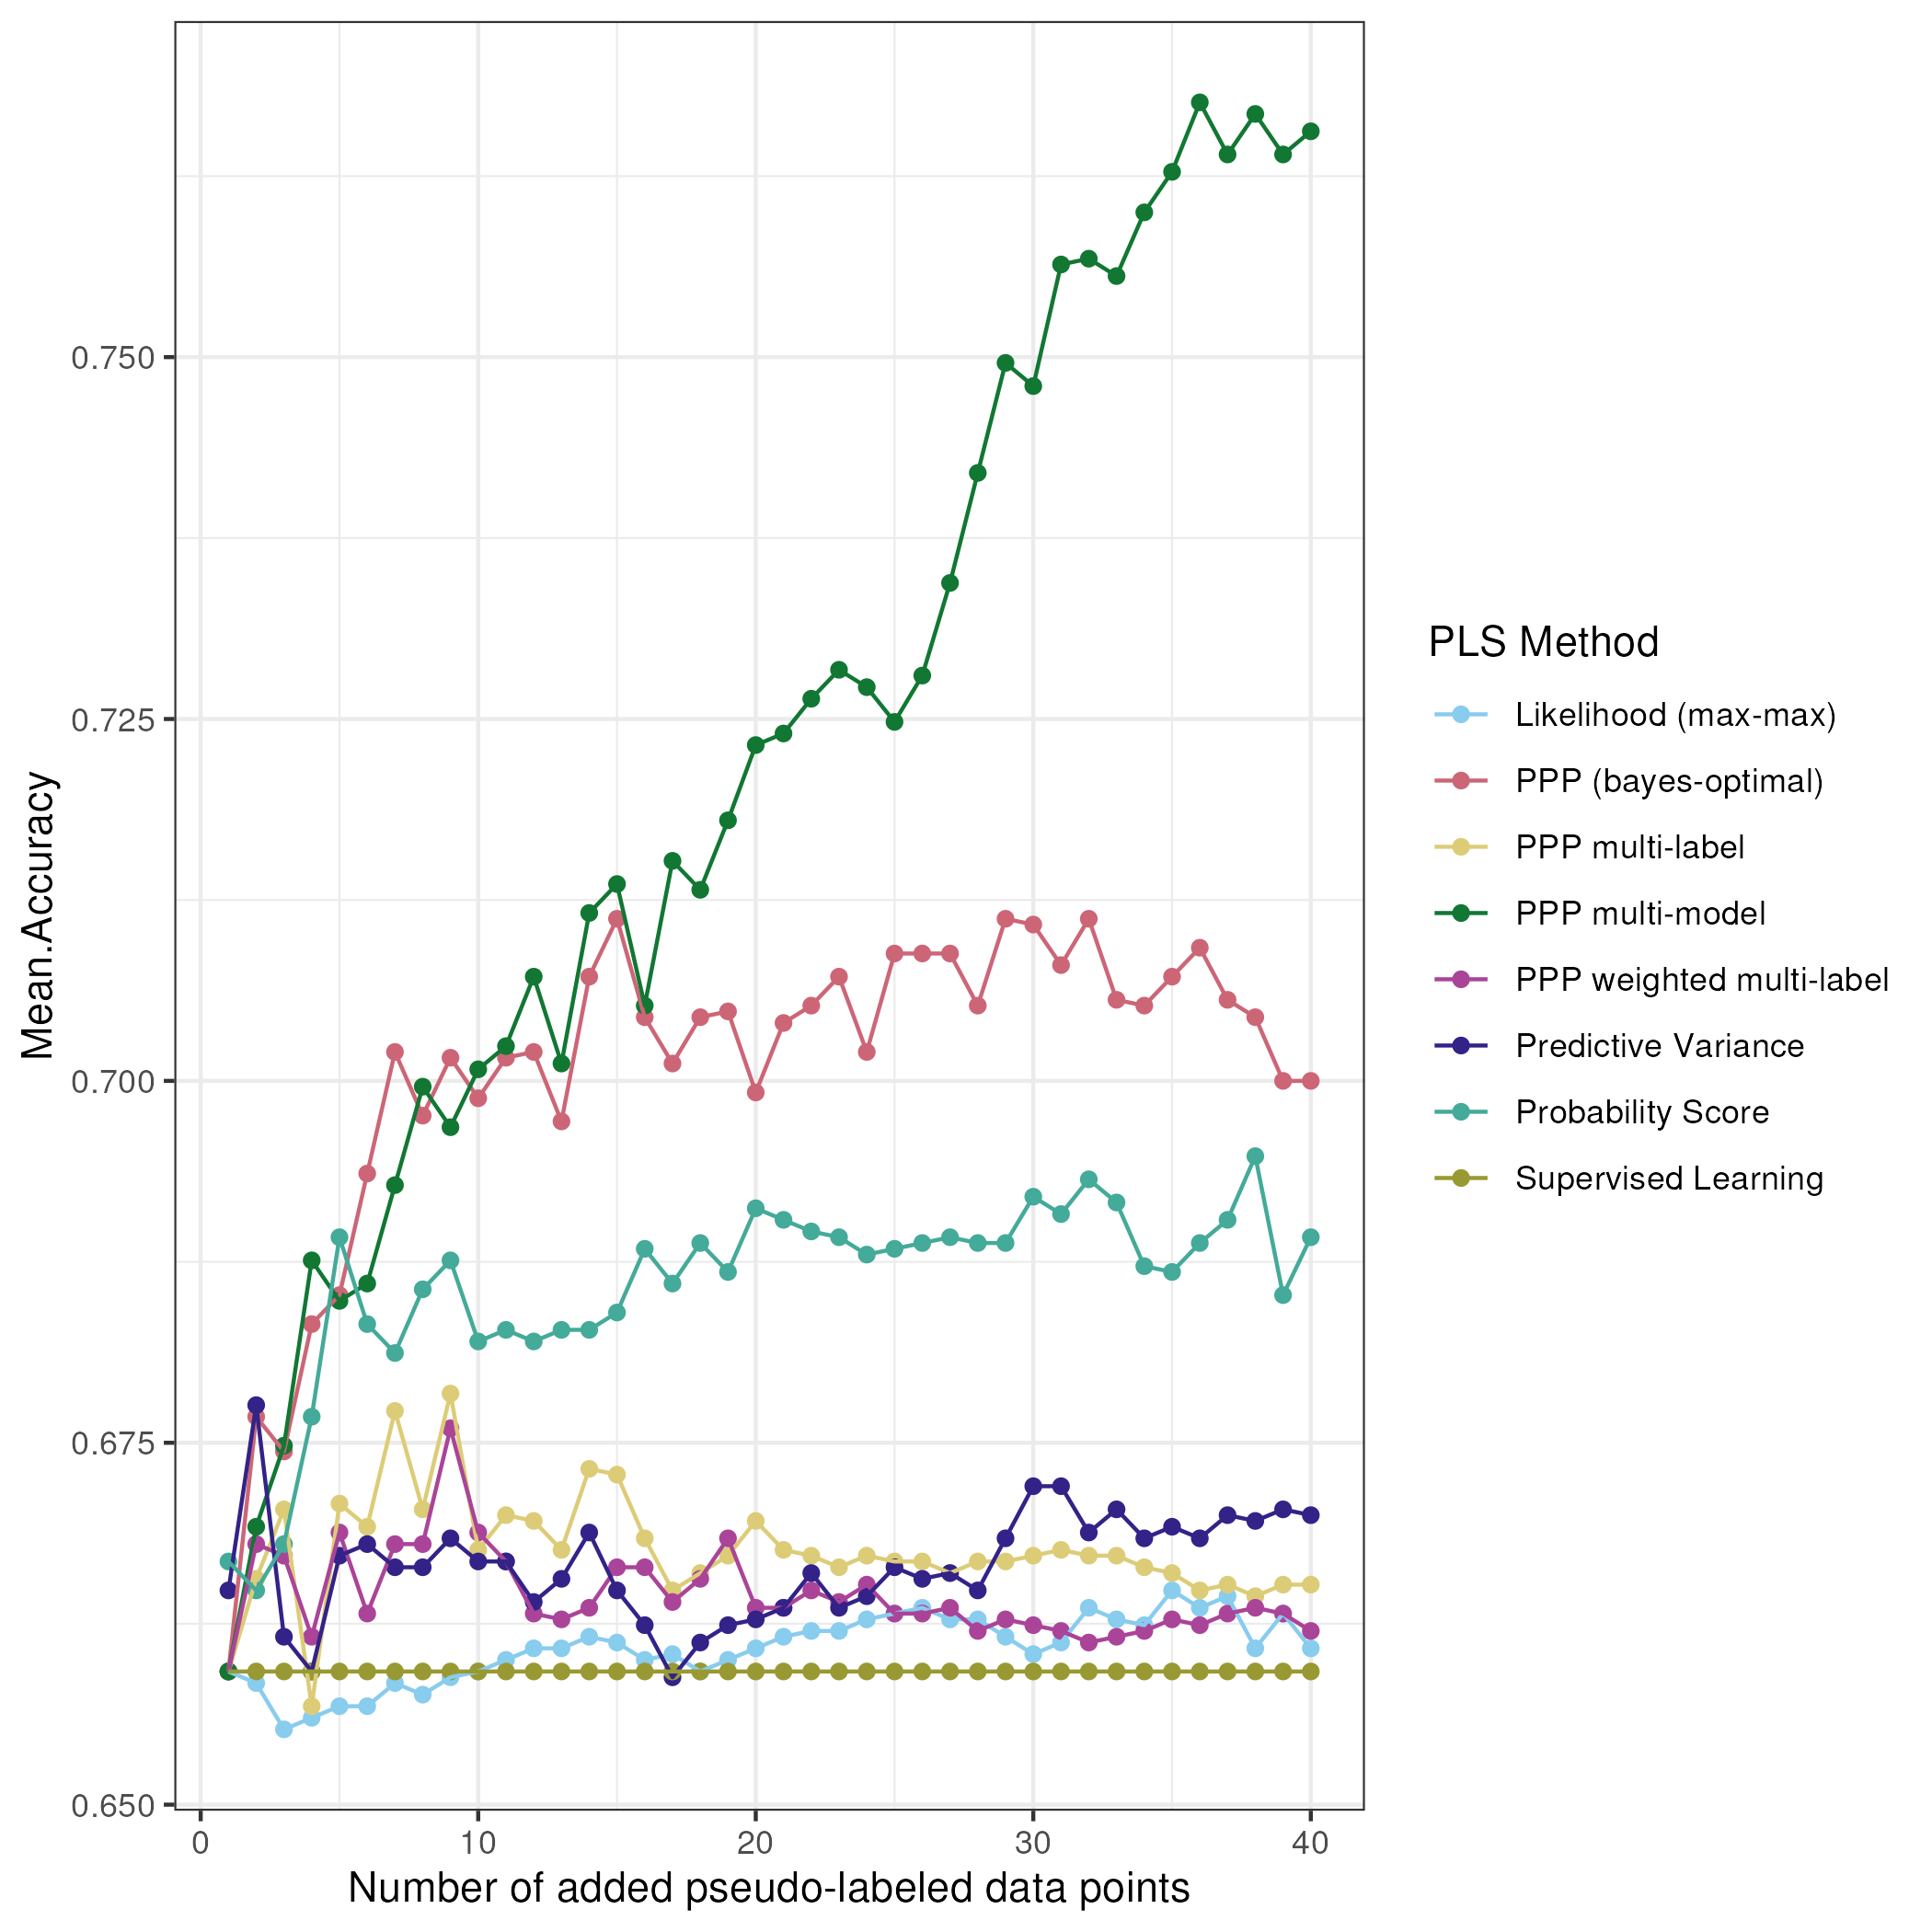 Mean.Accuracy
0.750
0.725
0.700
0.675
0.650
0
10
20
30
40
Number of added pseudo-labeled data points
PLS Method
Likelihood (max-max)
PPP (bayes-optimal)
PPP multi-label
PPP multi-model
PPP weighted multi-label
Predictive Variance
Probability Score
Supervised Learning